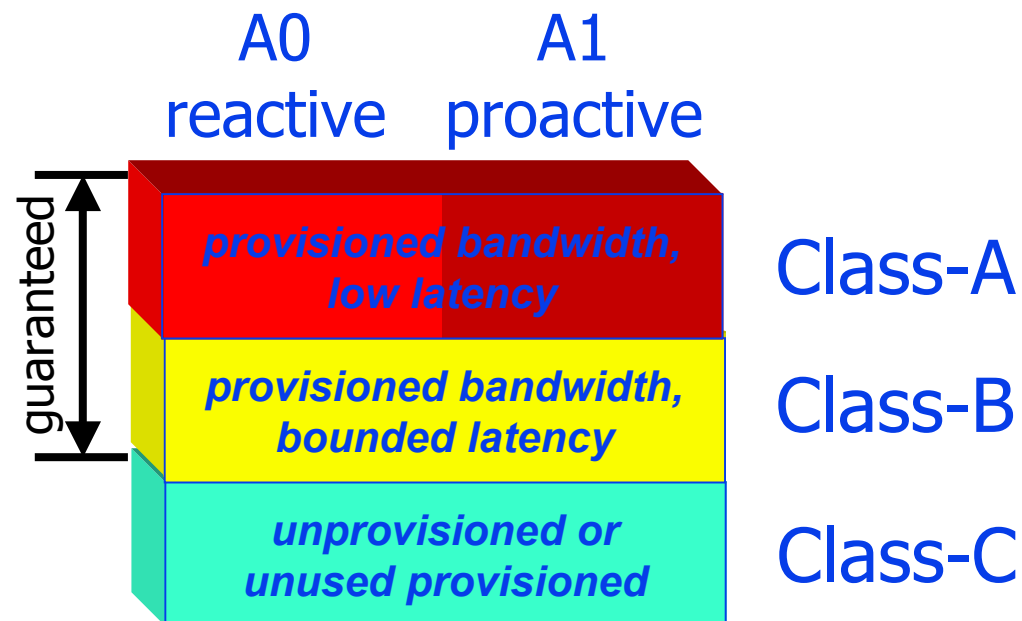 A0 A1
reactive proactive
guaranteed
provisioned bandwidth,
low latency
Class-A
provisioned bandwidth,
bounded latency
Class-B
unprovisioned or
unused provisioned
Class-C